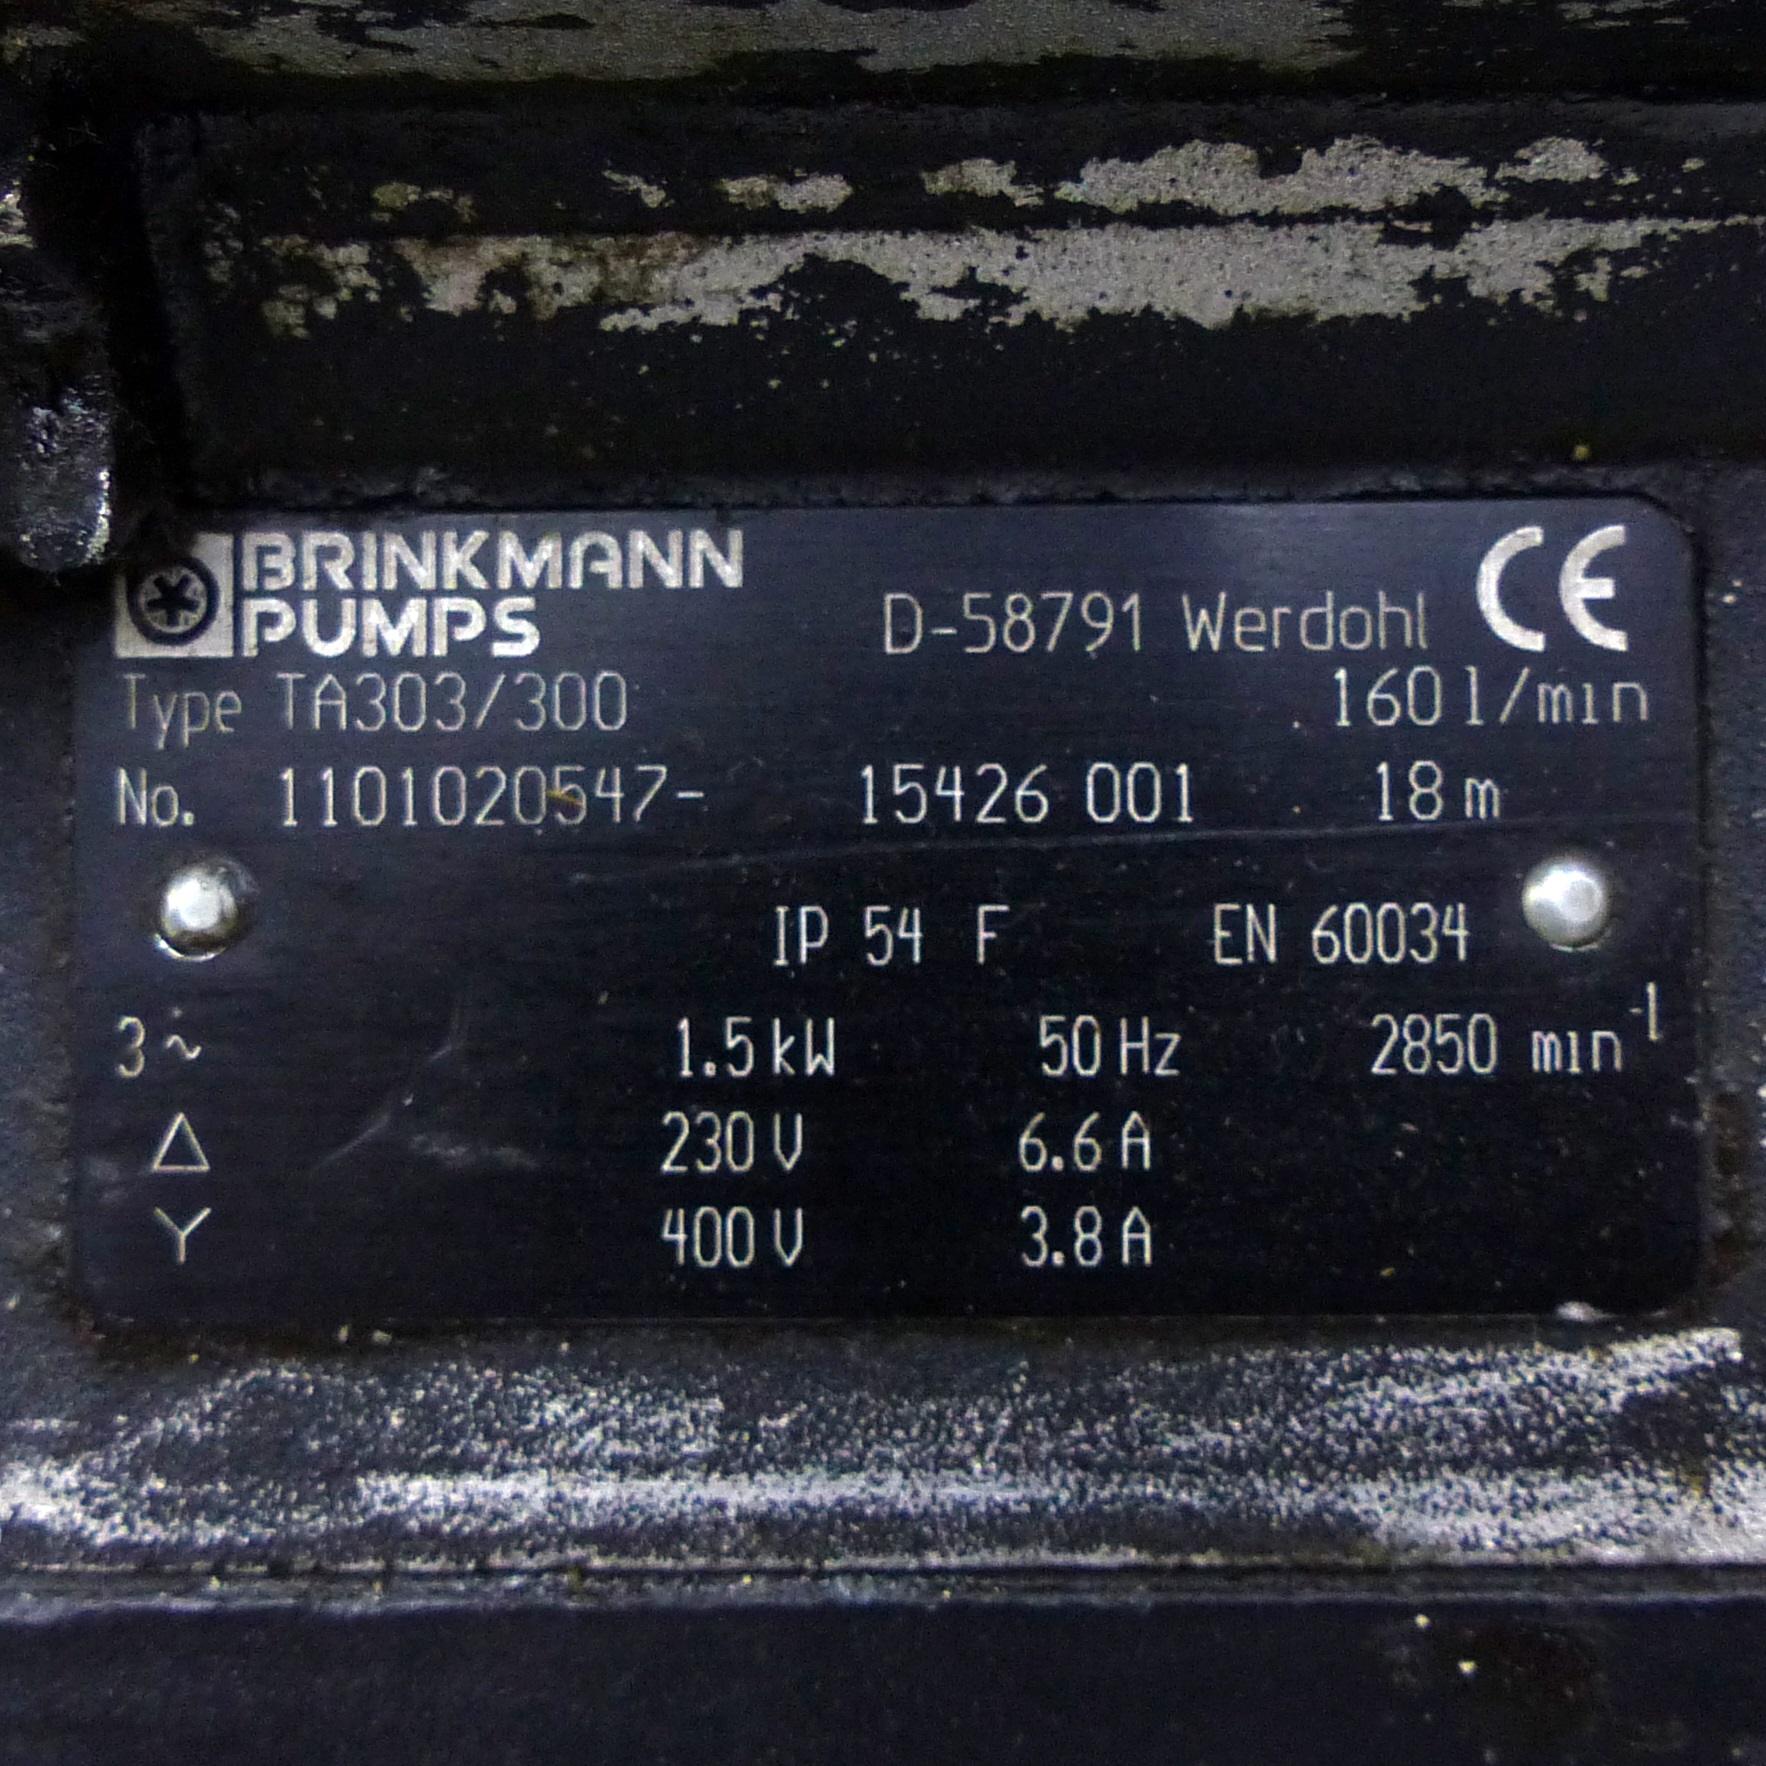 BRINKMANN
PUMPS
D-58791 Werdohl CE
Type TA303/300 160 l/min
No. 1101020547- 15426 001 18 m
IP 54 F EN 60034
3~ 1.5 kW 50 Hz 2850 min-1
Δ 230 V 6.6 A
Y 400 V 3.8 A